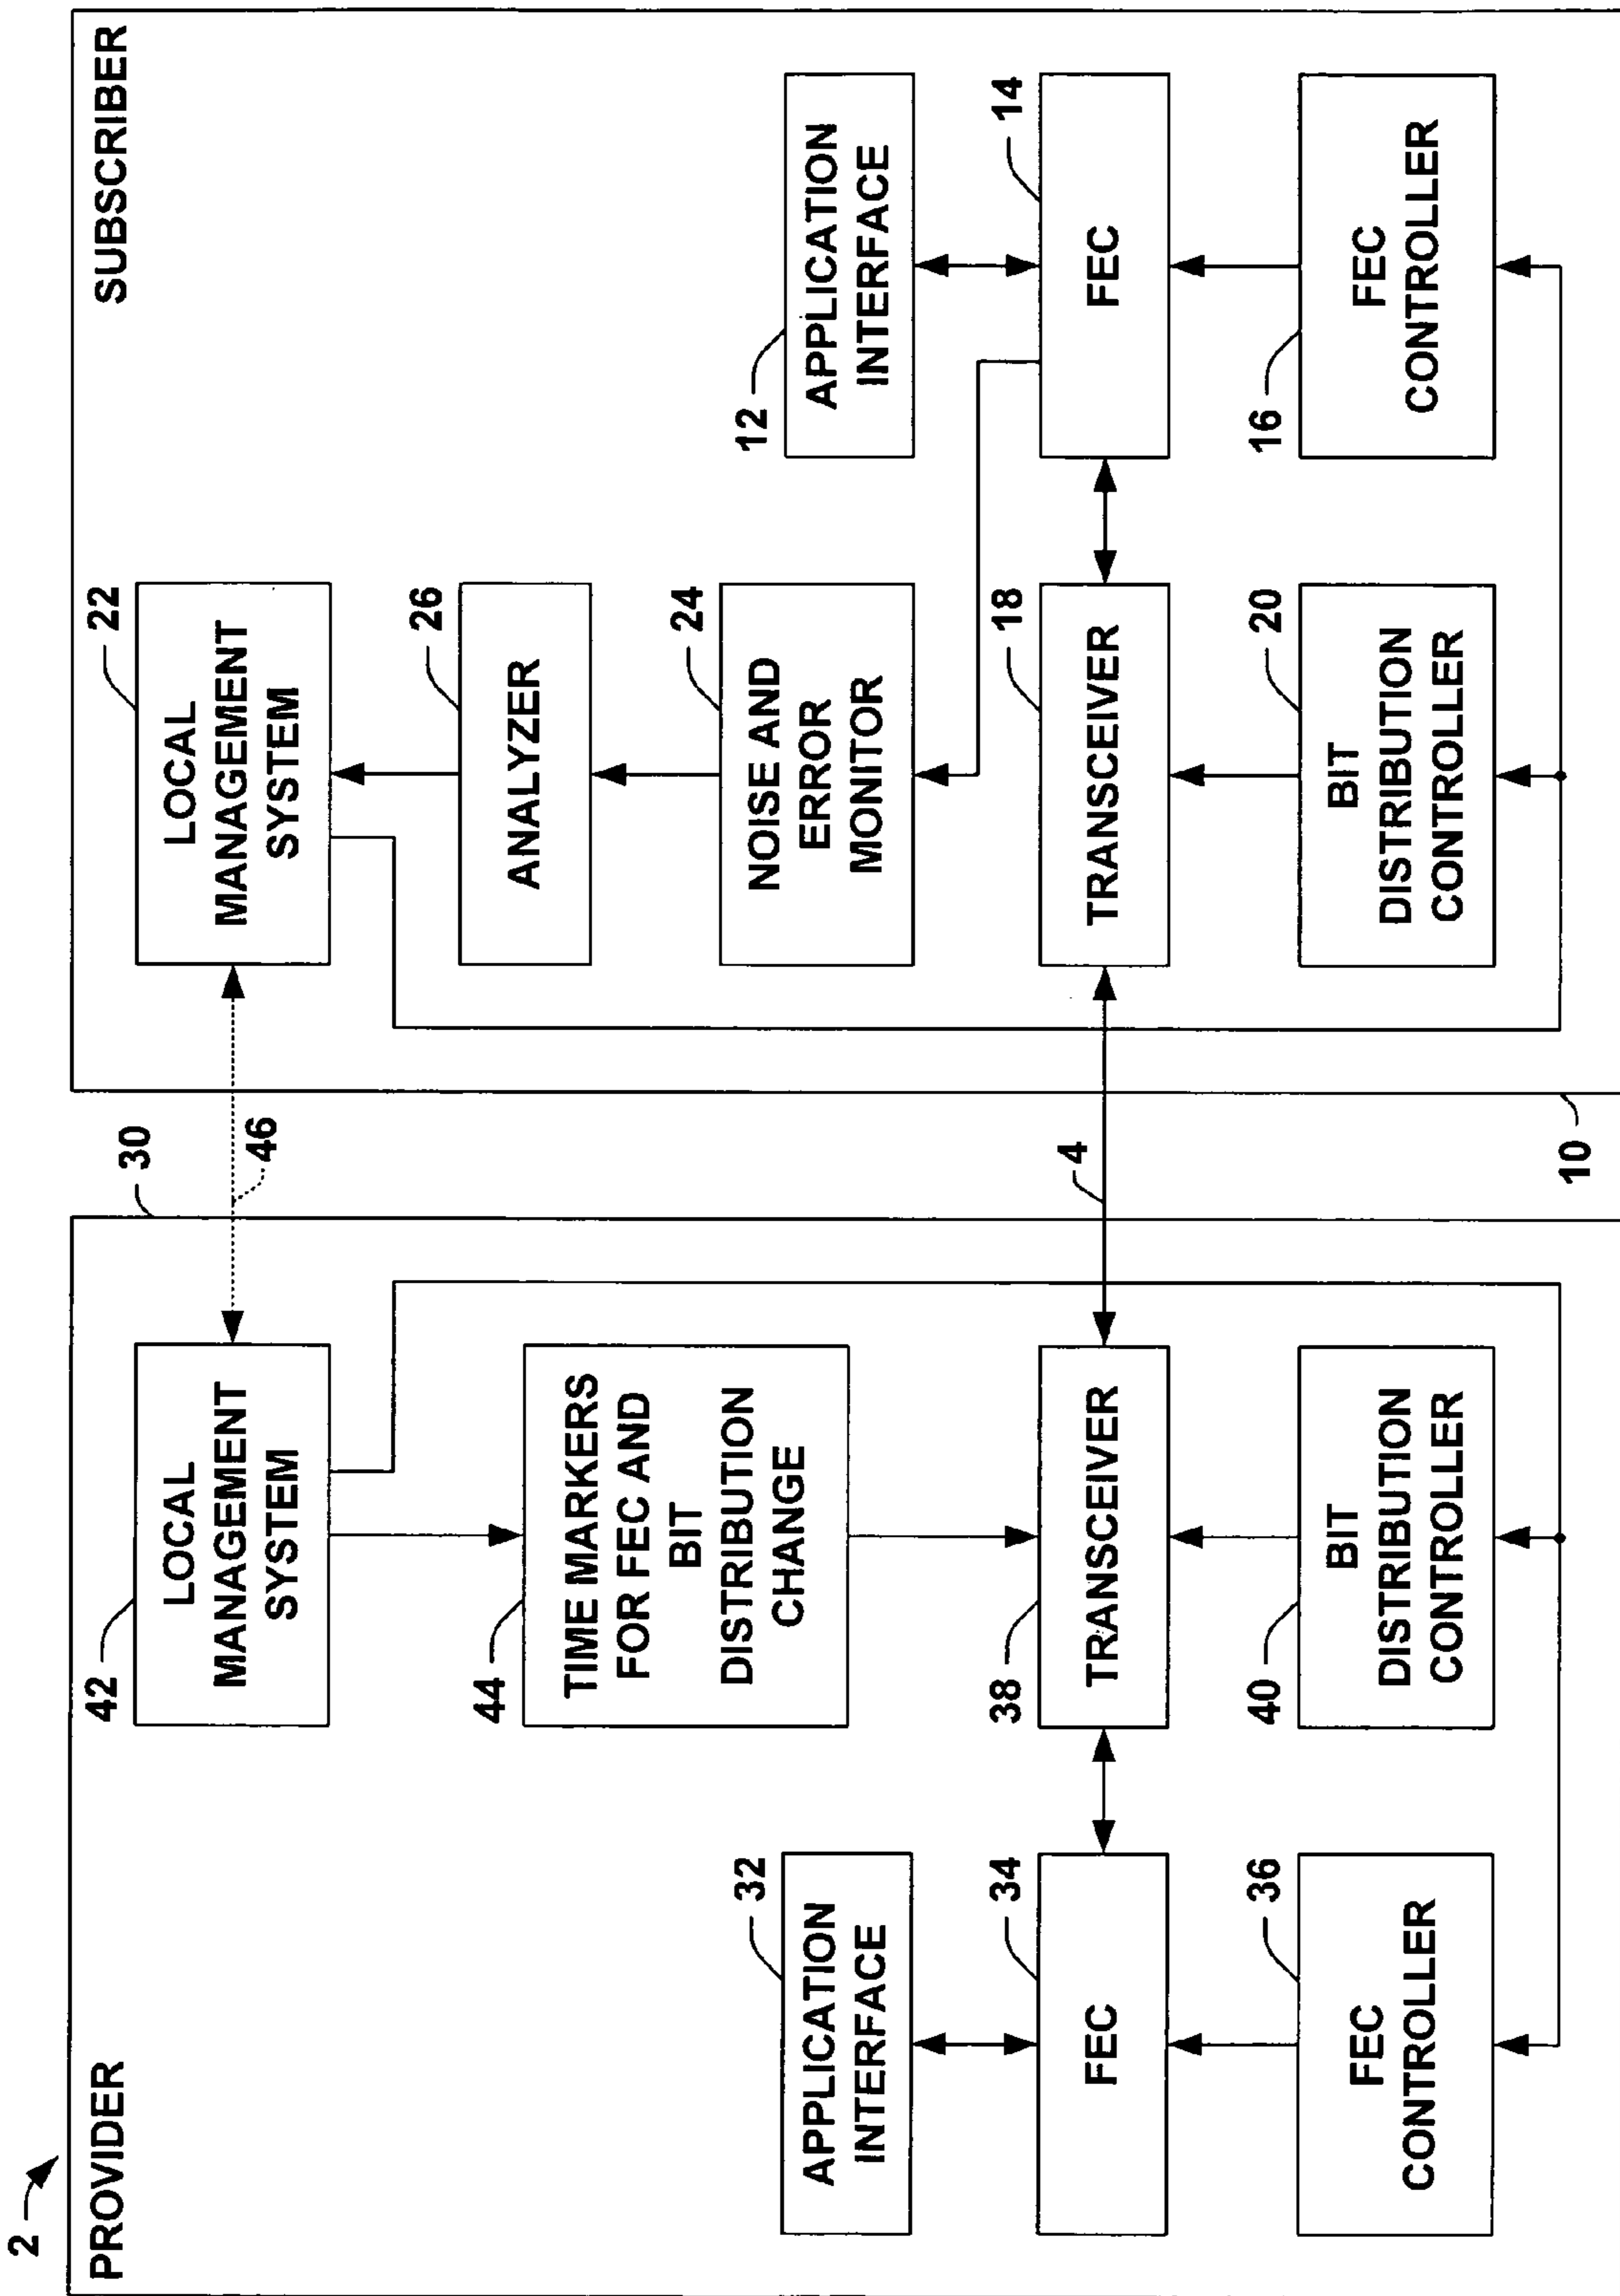 2
PROVIDER
30
42
LOCAL
MANAGEMENT
SYSTEM
44
TIME MARKERS
FOR FEC AND
BIT
DISTRIBUTION
CHANGE
32
APPLICATION
INTERFACE
34
FEC
38
TRANSCEIVER
36
FEC
CONTROLLER
40
BIT
DISTRIBUTION
CONTROLLER
46
4
10
SUBSCRIBER
22
LOCAL
MANAGEMENT
SYSTEM
26
ANALYZER
24
NOISE AND
ERROR
MONITOR
12
APPLICATION
INTERFACE
18
TRANSCEIVER
14
FEC
20
BIT
DISTRIBUTION
CONTROLLER
16
FEC
CONTROLLER